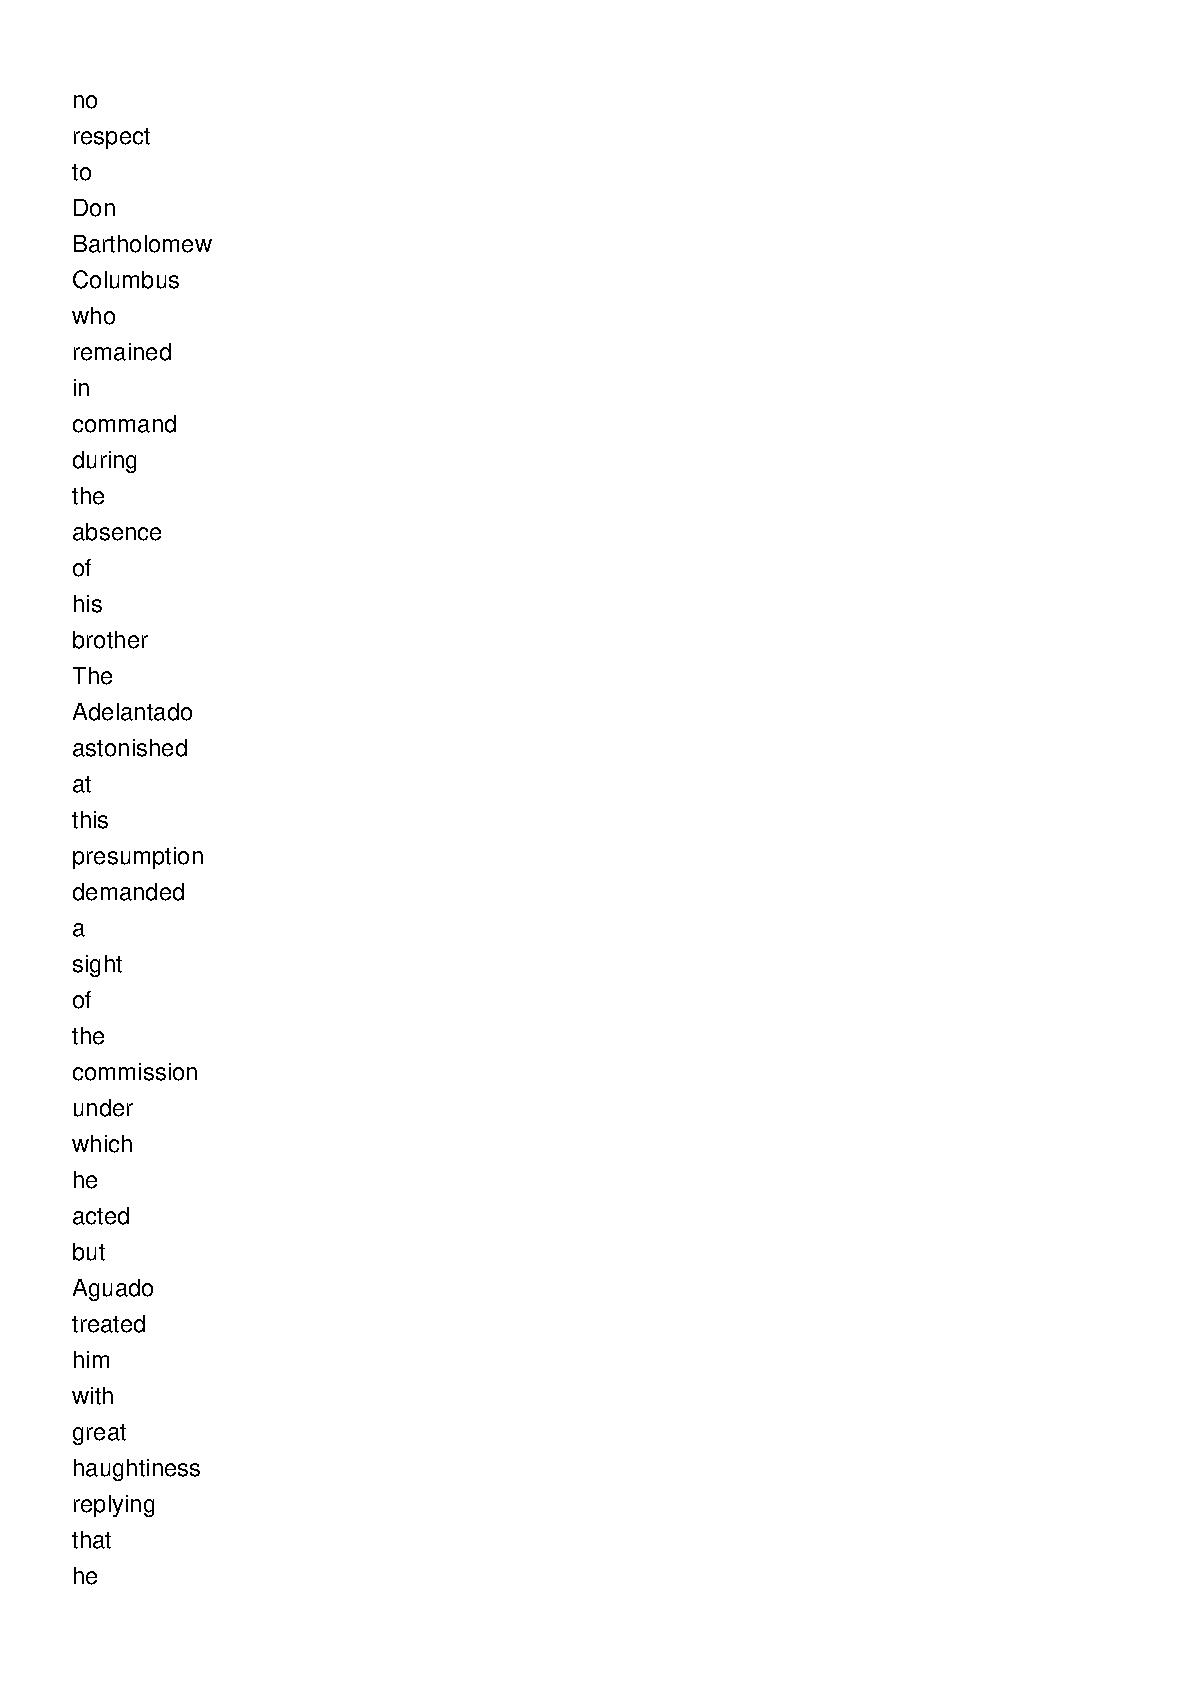 no
respect
to
Don
Bartholomew
Columbus
who
remained
in
command
during
the
absence
of
his
brother
The
Adelantado
astonished
at
this
presumption
demanded
a
sight
of
the
commission
under
which
he
acted
but
Aguado
treated
him
with
great
haughtiness
replying
that
he